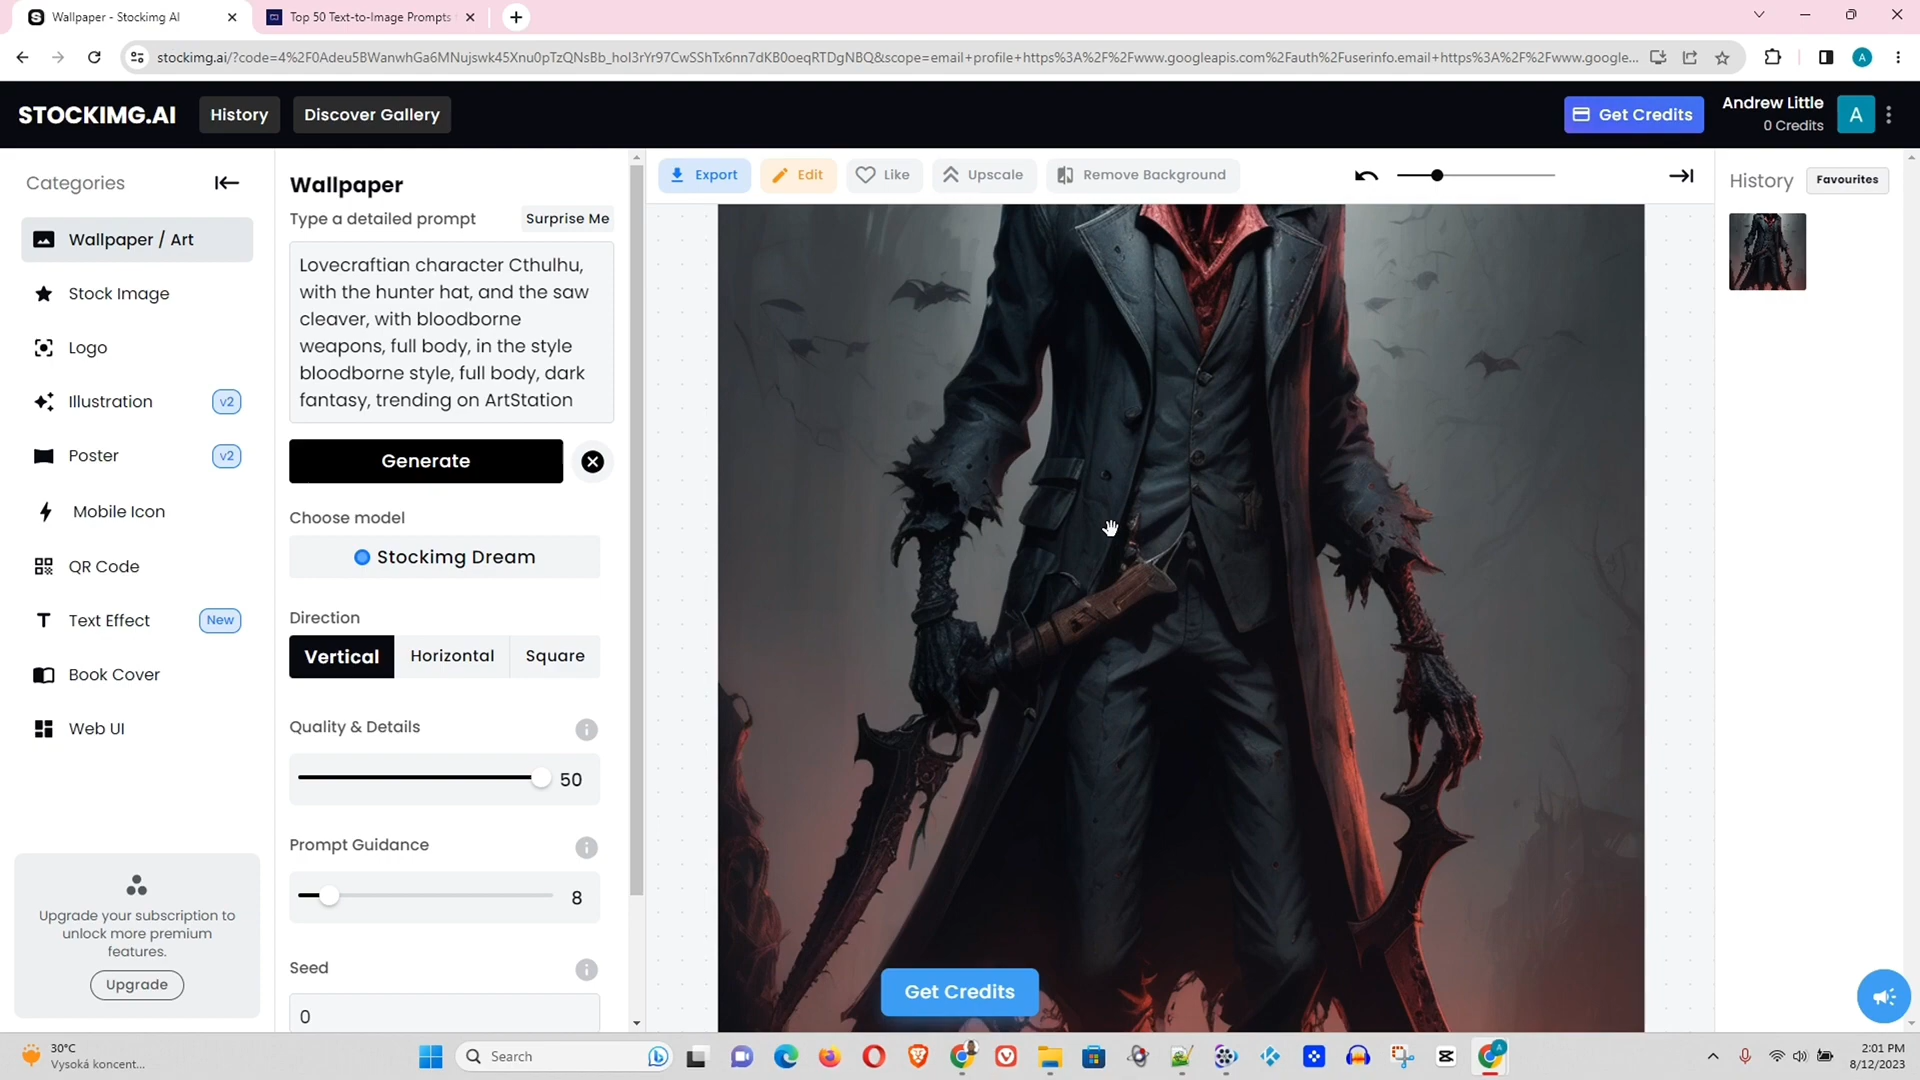 Wallpaper - Stockimg AI
Top 50 Text-to-Image Prompts
stockimg.ai/?code=4%2F0Adeu5BWanwhGa6MNujswk45Xnu0pTzQNsBb_hoI3rYr97CwSShTx6nn7dKB0oeqRTDgNBQ&scope=email+profile+https%3A%2F%2Fwww.googleapis.com%2Fauth%2Fuserinfo.email+https%3A%2F%2Fwww.google...
A
STOCKIMG.AI
History
Discover Gallery
Get Credits
Andrew Little
0 Credits
A
Categories
Wallpaper / Art
Stock Image
Logo
Illustration v2
Poster v2
Mobile Icon
QR Code
Text Effect New
Book Cover
Web UI
Upgrade your subscription to
unlock more premium
features.
Upgrade
Wallpaper
Type a detailed prompt
Surprise Me
Lovecraftian character Cthulhu,
with the hunter hat, and the saw
cleaver, with bloodborne
weapons, full body, in the style
bloodborne style, full body, dark
fantasy, trending on ArtStation
Generate
Choose model
Stockimg Dream
Direction
Vertical Horizontal Square
Quality & Details
50
Prompt Guidance
8
Seed
0
Export Edit Like Upscale Remove Background
Get Credits
History Favourites
30°C
Vysoká koncent...
Search
2:01 PM
8/12/2023